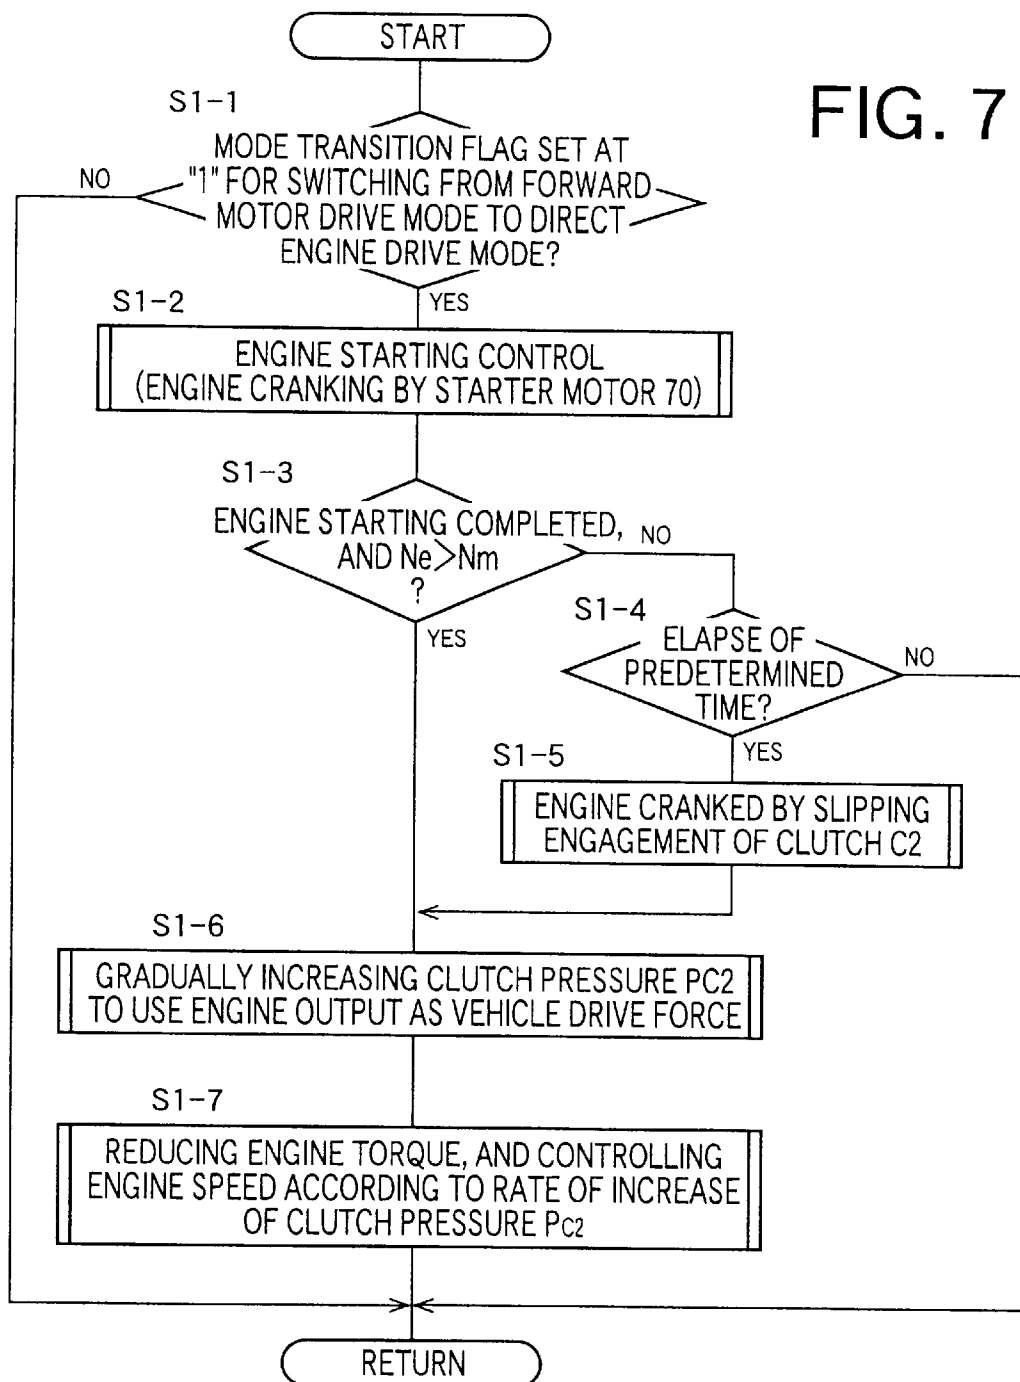 START
FIG. 7
S1-1
MODE TRANSITION FLAG SET AT
"1" FOR SWITCHING FROM FORWARD
MOTOR DRIVE MODE TO DIRECT
ENGINE DRIVE MODE?
NO
YES
S1-2
ENGINE STARTING CONTROL
(ENGINE CRANKING BY STARTER MOTOR 70)
S1-3
ENGINE STARTING COMPLETED,
AND Ne>Nm
?
NO
YES
S1-4
ELAPSE OF
PREDETERMINED
TIME?
NO
YES
S1-5
ENGINE CRANKED BY SLIPPING
ENGAGEMENT OF CLUTCH C2
S1-6
GRADUALLY INCREASING CLUTCH PRESSURE PC2
TO USE ENGINE OUTPUT AS VEHICLE DRIVE FORCE
S1-7
REDUCING ENGINE TORQUE, AND CONTROLLING
ENGINE SPEED ACCORDING TO RATE OF INCREASE
OF CLUTCH PRESSURE PC2
RETURN